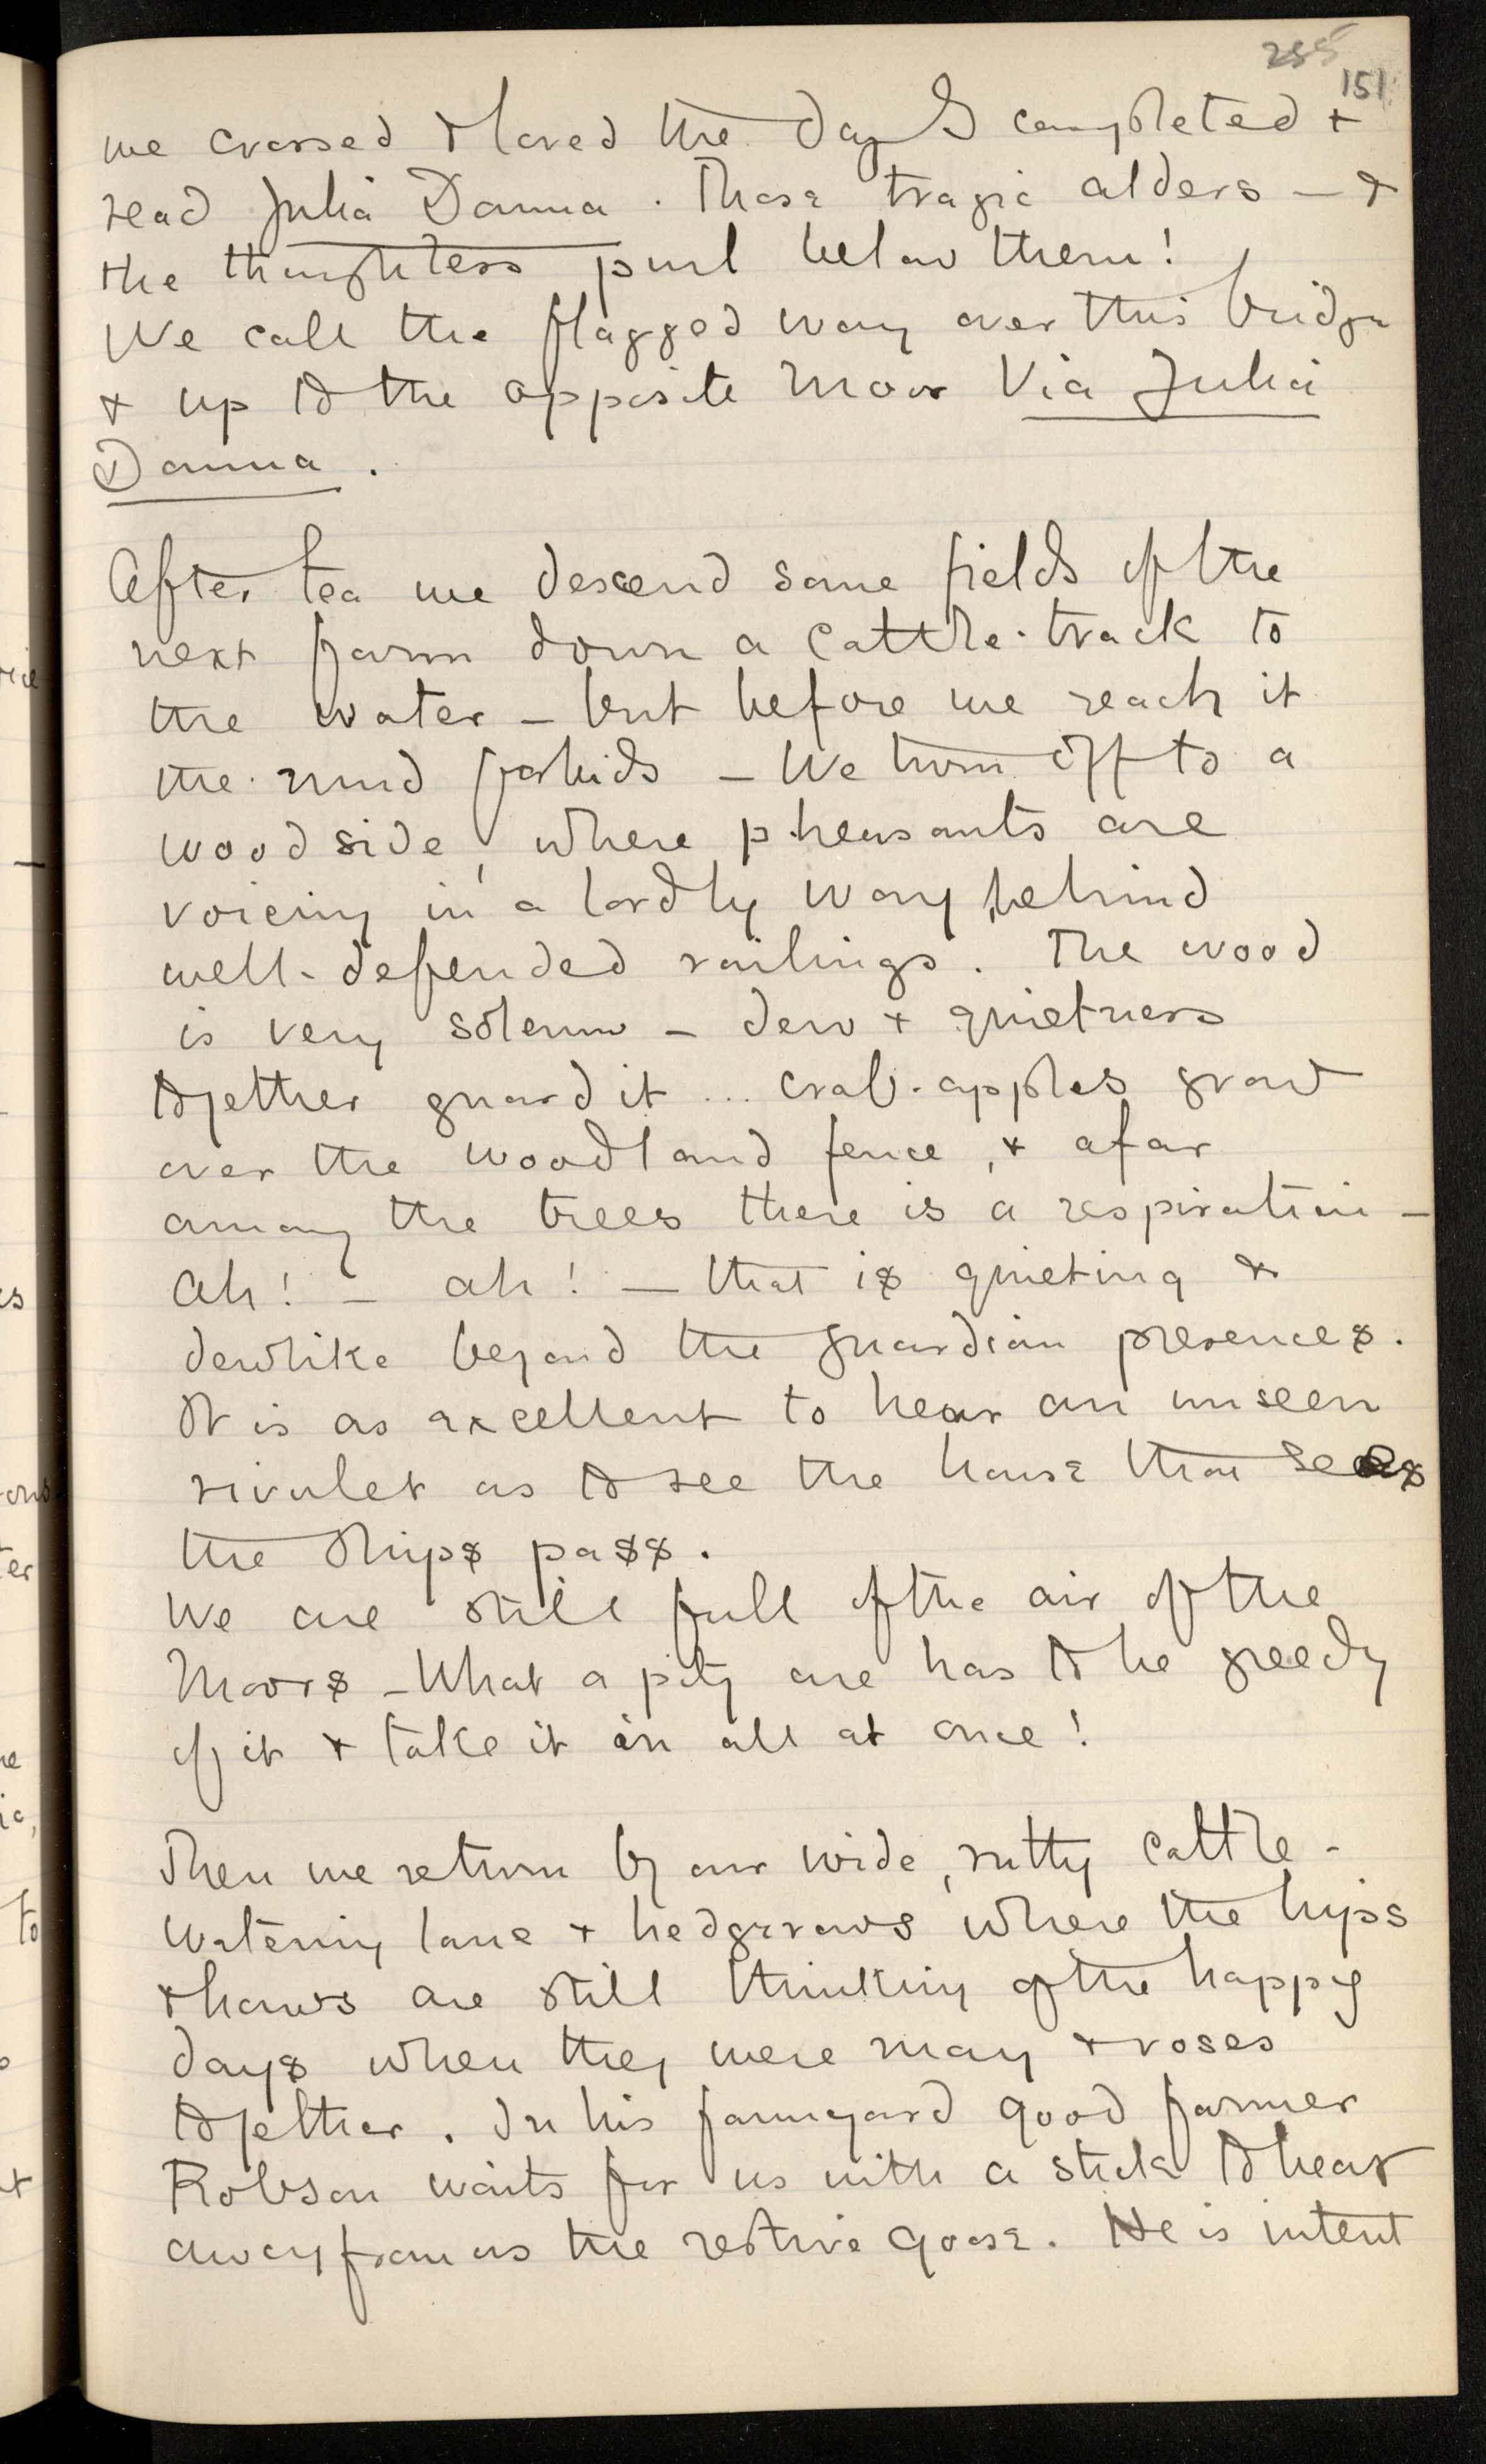 285
151
we crossed & loved the day I completed &
read Julia Domna. Those tragic alders — &
the thoughtless purl below them!
We call the flagged way over this bridge
& up to the opposite moor Via Julia
Domna.
After tea we descend some fields of the
next farm down a cattle-track to
the water — but before we reach it
the mud forbids — We turn off to a
woodside, where pheasants are
voicing in a lordly way behind
well-defended railings. The wood
is very solemn — dew & quietness
together guard it ... crab-apples grow
over the woodland fence, & afar
among the trees there is a respiration —
Ah! — ah! — that is quieting &
dewlike beyond the guardian presences.
It is as excellent to hear an unseen
rivulet as to see the house that sees
the ships pass.
We are still full of the air of the
Moors — What a pity one has to be greedy
of it & take it in all at once!
Then we return by our wide, rutty cattle-
watering lane & hedgerows where the hips
& haws are still thinking of the happy
days when they were may & roses
together. In his farmyard good farmer
Robson waits for us with a stick to hear
away from us the restive goose. He is intent